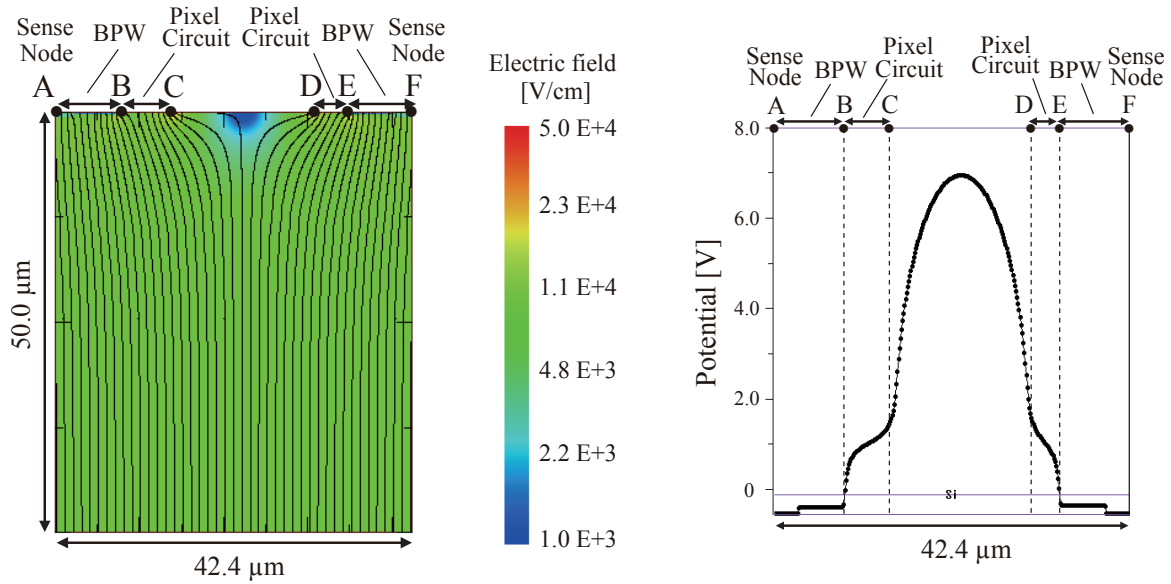 Sense Node
BPW
Pixel Circuit
Pixel Circuit
BPW
Sense Node
A
B
C
D
E
F
50.0 µm
42.4 µm
Electric field
[V/cm]
5.0 E+4
2.3 E+4
1.1 E+4
4.8 E+3
2.2 E+3
1.0 E+3
Sense Node
BPW
Pixel Circuit
Pixel Circuit
BPW
Sense Node
A
B
C
D
E
F
Potential [V]
8.0
6.0
4.0
2.0
0
Si
42.4 µm